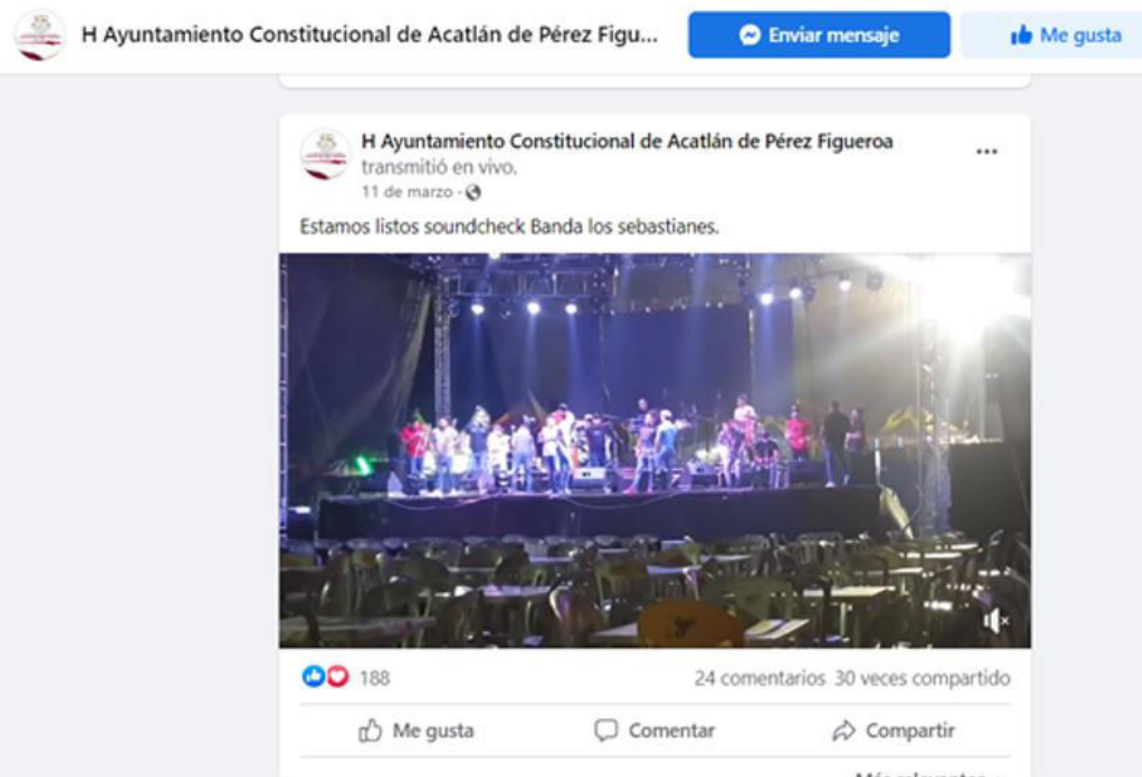 H Ayuntamiento Constitucional de Acatlán de Pérez Figu...
Enviar mensaje
Me gusta
H Ayuntamiento Constitucional de Acatlán de Pérez Figueroa
transmitió en vivo.
11 de marzo ·
Estamos listos soundcheck Banda los sebastianes.
188
24 comentarios 30 veces compartido
Me gusta
Comentar
Compartir
Más relevantes